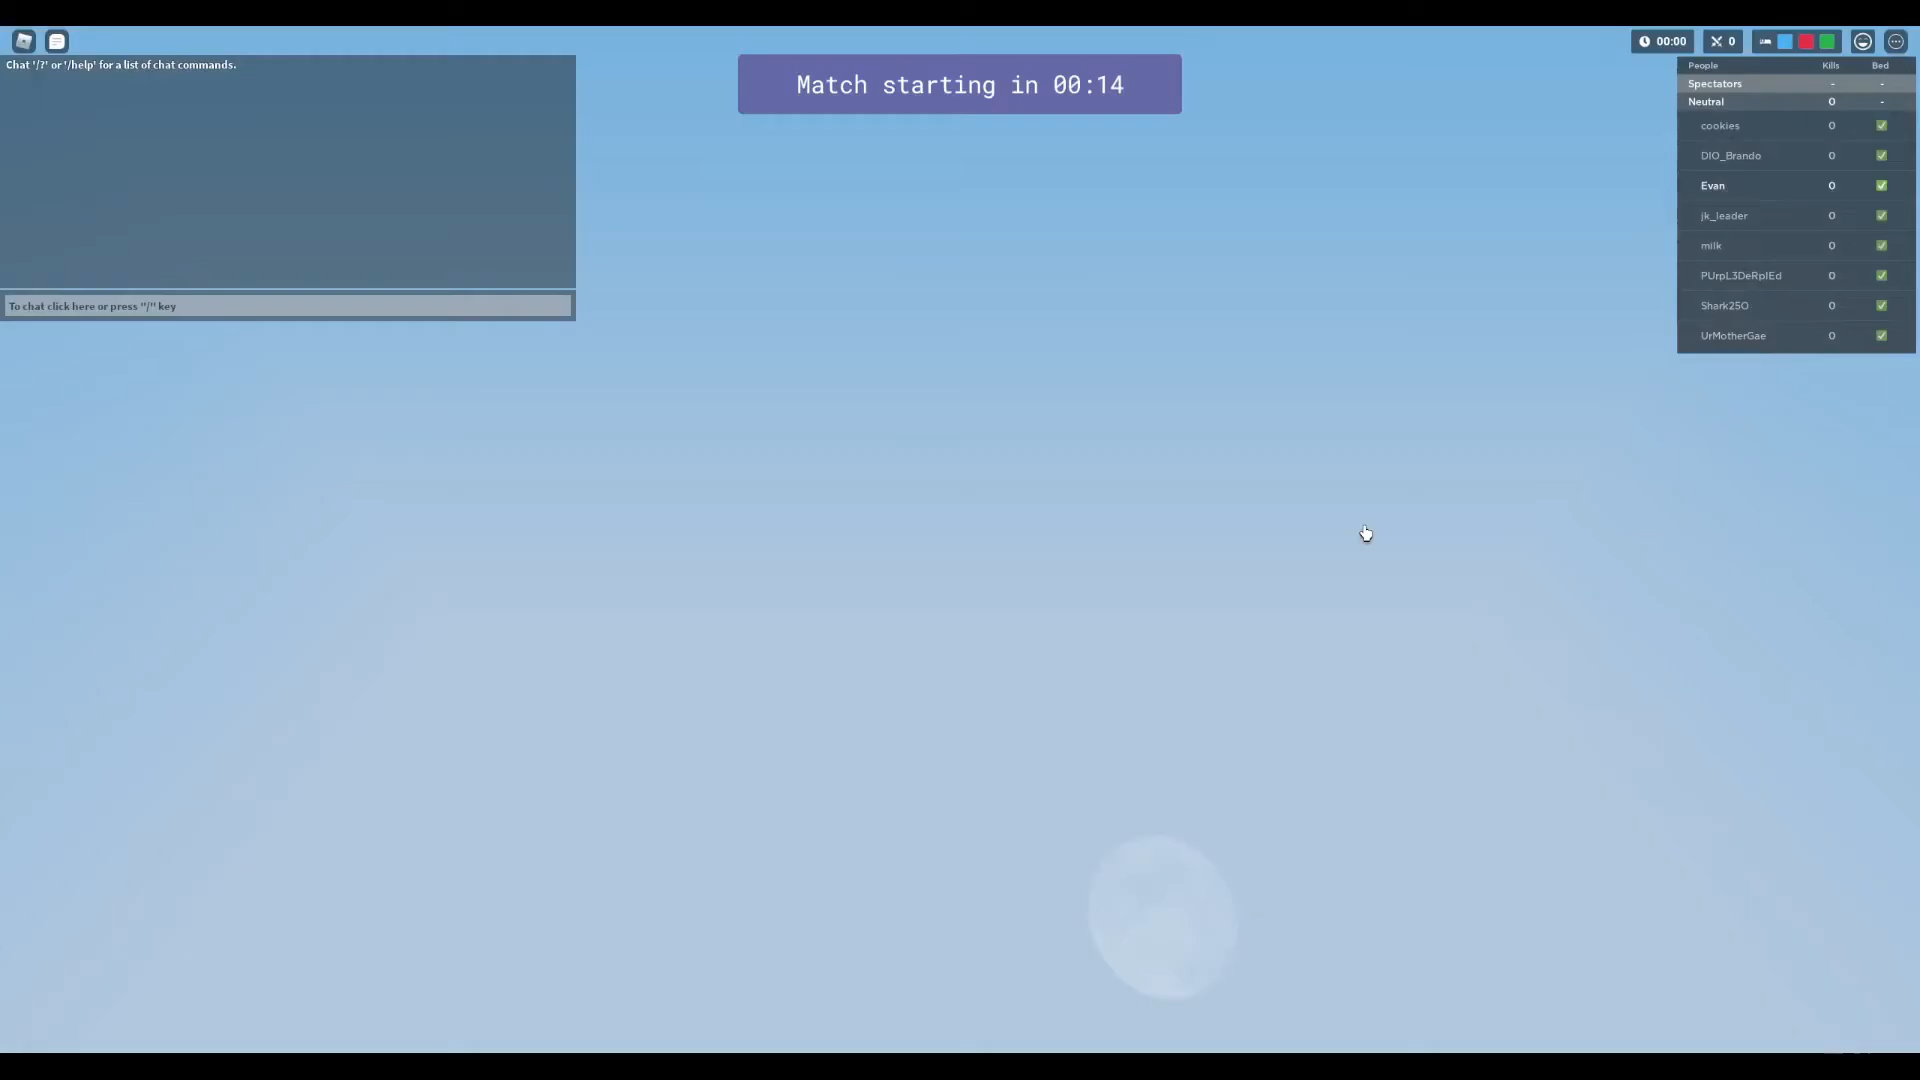 00:00 0
Chat '/?' or '/help' for a list of chat commands.
Match starting in 00:14
To chat click here or press "/" key
People Kills Bed
Spectators - -
Neutral 0 -
cookies 0
DIO_Brando 0
Evan 0
jk_leader 0
milk 0
PUrpL3DeRpIEd 0
Shark25O 0
UrMotherGae 0